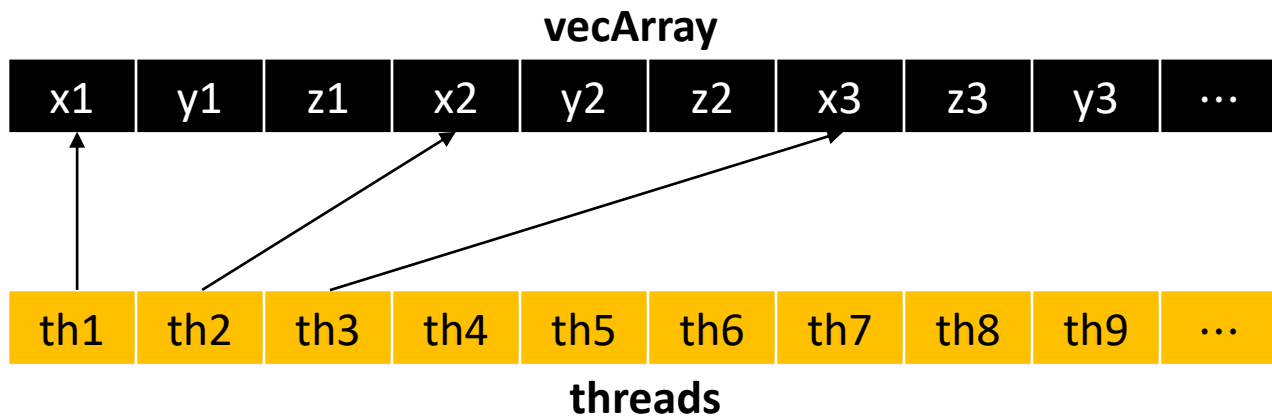 vecArray
x1 y1 z1 x2 y2 z2 x3 z3 y3 ⋯
th1 th2 th3 th4 th5 th6 th7 th8 th9 ⋯
threads